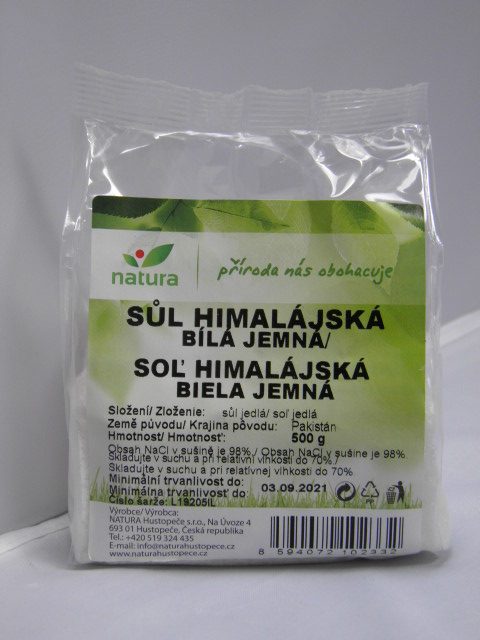 natura
příroda nás obohacuje
SŮL HIMALÁJSKÁ
BÍLÁ JEMNÁ/
SOĽ HIMALÁJSKÁ
BIELA JEMNÁ
Složení/ Zloženie: sůl jedlá/ soľ jedlá
Země původu/ Krajina pôvodu: Pakistán
Hmotnost/ Hmotnosť: 500 g
Obsah NaCl v sušině je 98%./ Obsah NaCl v sušine je 98%.
Skladujte v suchu a při relativní vlhkosti do 70%./
Skladujte v suchu a pri relatívnej vlhkosti do 70%
Minimální trvanlivost do: 03.09.2021
Minimálna trvanlivosť do:
Číslo šarže: L19205IL
Výrobce/ Výrobca:
NATURA Hustopeče s.r.o., Na Úvoze 4
693 01 Hustopeče, Česká republika
Tel.: +420 519 324 435
E-mail: info@naturahustopece.cz
www.naturahustopece.cz
8 594072 102332